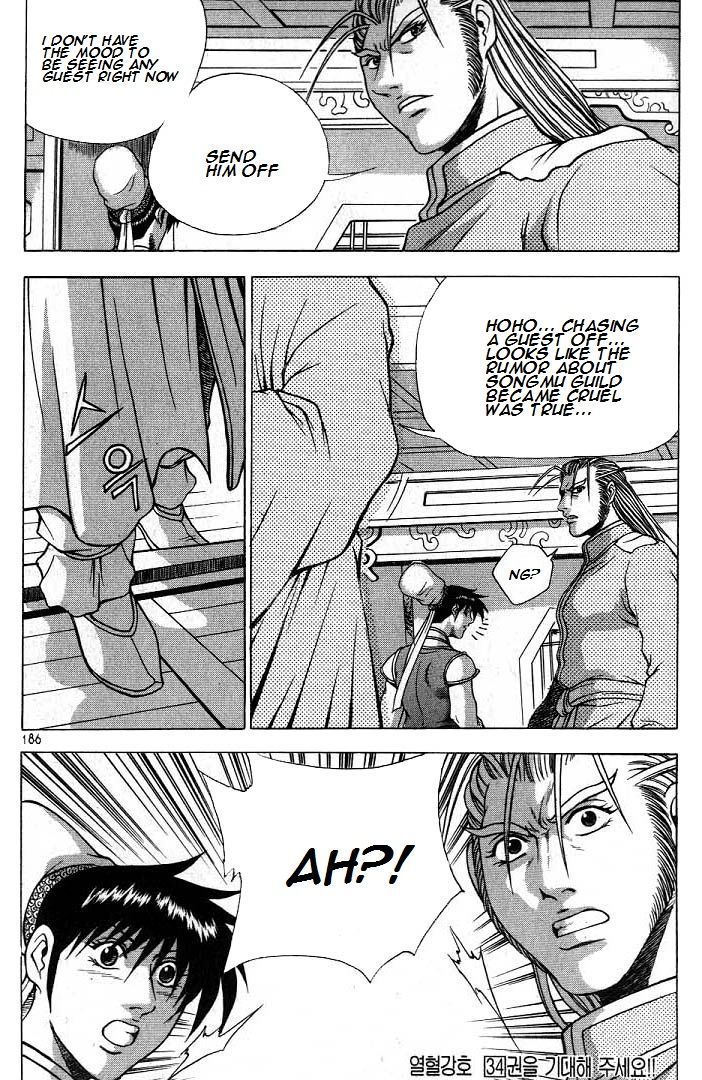 I DON'T HAVE
THE MOOD TO
BE SEEING ANY
GUEST RIGHT NOW
SEND
HIM OFF
스윽
HOHO... CHASING
A GUEST OFF...
LOOKS LIKE THE
RUMOR ABOUT
SONGMU GUILD
BECAME CRUEL
WAS TRUE...
NG?
186
AH?!
열혈강호 34권을 기대해 주세요!!